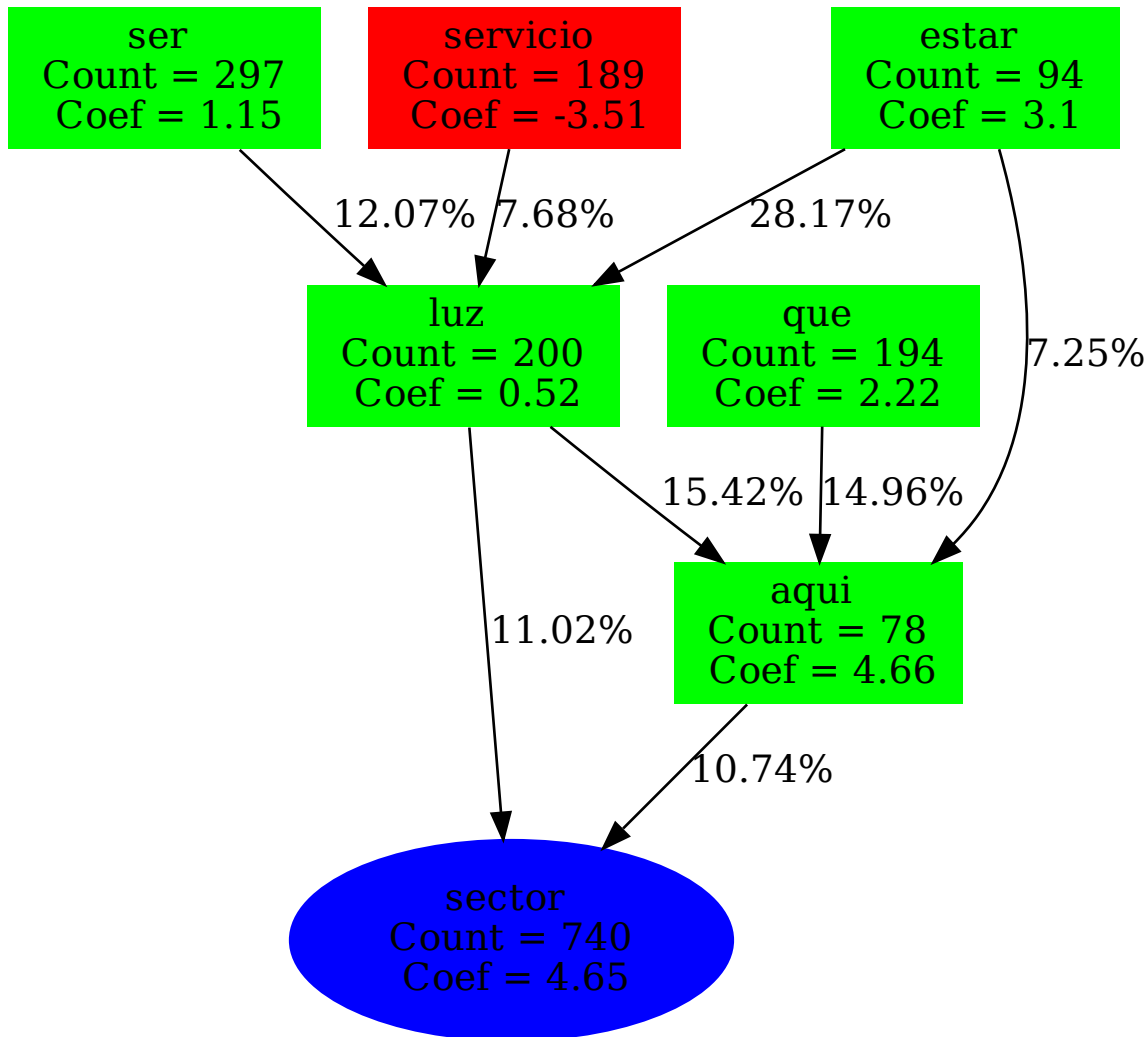 ser
Count = 297
Coef = 1.15
servicio
Count = 189
Coef = -3.51
estar
Count = 94
Coef = 3.1
12.07%
7.68%
28.17%
luz
Count = 200
Coef = 0.52
que
Count = 194
Coef = 2.22
7.25%
15.42%
14.96%
aqui
Count = 78
Coef = 4.66
11.02%
10.74%
sector
Count = 740
Coef = 4.65